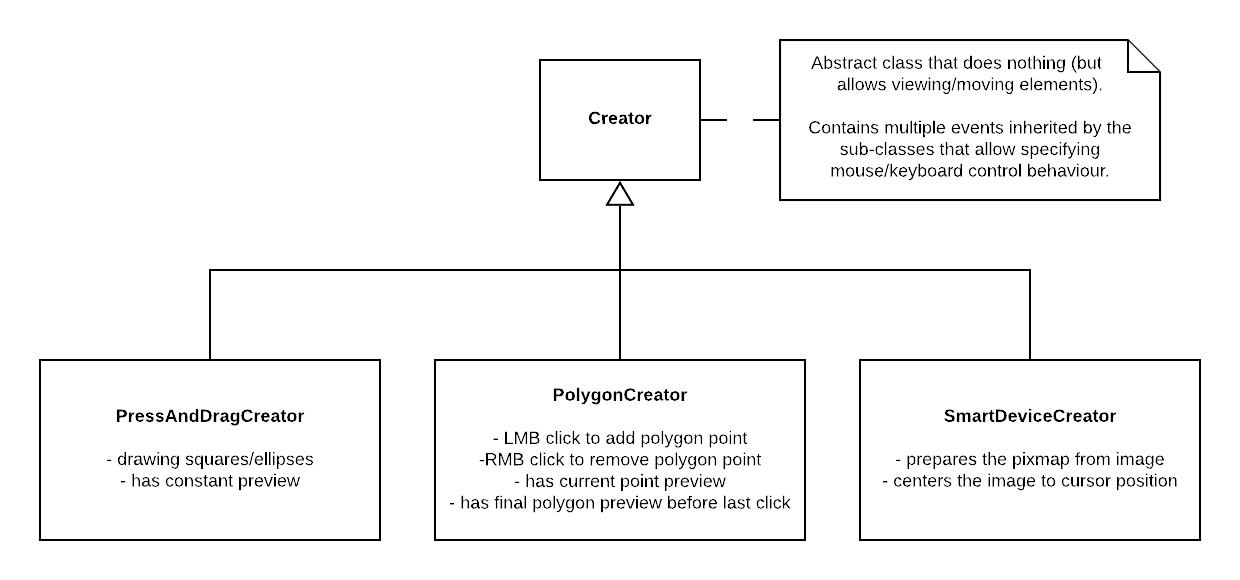 Creator
Abstract class that does nothing (but
allows viewing/moving elements).
Contains multiple events inherited by the
sub-classes that allow specifying
mouse/keyboard control behaviour.
PressAndDragCreator
- drawing squares/ellipses
- has constant preview
PolygonCreator
- LMB click to add polygon point
-RMB click to remove polygon point
- has current point preview
- has final polygon preview before last click
SmartDeviceCreator
- prepares the pixmap from image
- centers the image to cursor position